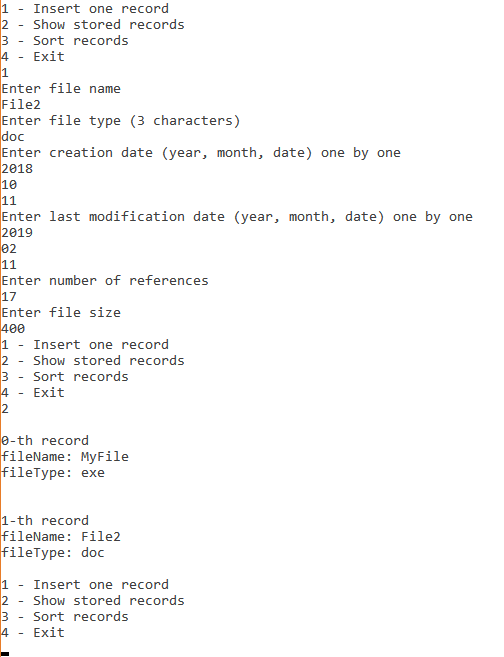 1 - Insert one record
2 - Show stored records
3 - Sort records
4 - Exit
1
Enter file name
File2
Enter file type (3 characters)
doc
Enter creation date (year, month, date) one by one
2018
10
11
Enter last modification date (year, month, date) one by one
2019
02
11
Enter number of references
17
Enter file size
400
1 - Insert one record
2 - Show stored records
3 - Sort records
4 - Exit
2
0-th record
fileName: MyFile
fileType: exe
1-th record
fileName: File2
fileType: doc
1 - Insert one record
2 - Show stored records
3 - Sort records
4 - Exit